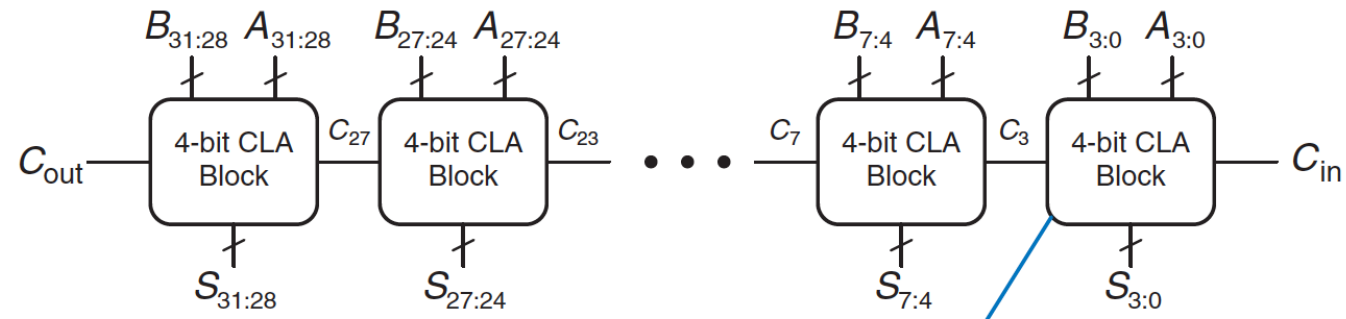 B31:28 A31:28 B27:24 A27:24 B7:4 A7:4 B3:0 A3:0
Cout 4-bit CLA Block C27 4-bit CLA Block C23 • • • C7 4-bit CLA Block C3 4-bit CLA Block Cin
S31:28 S27:24 S7:4 S3:0